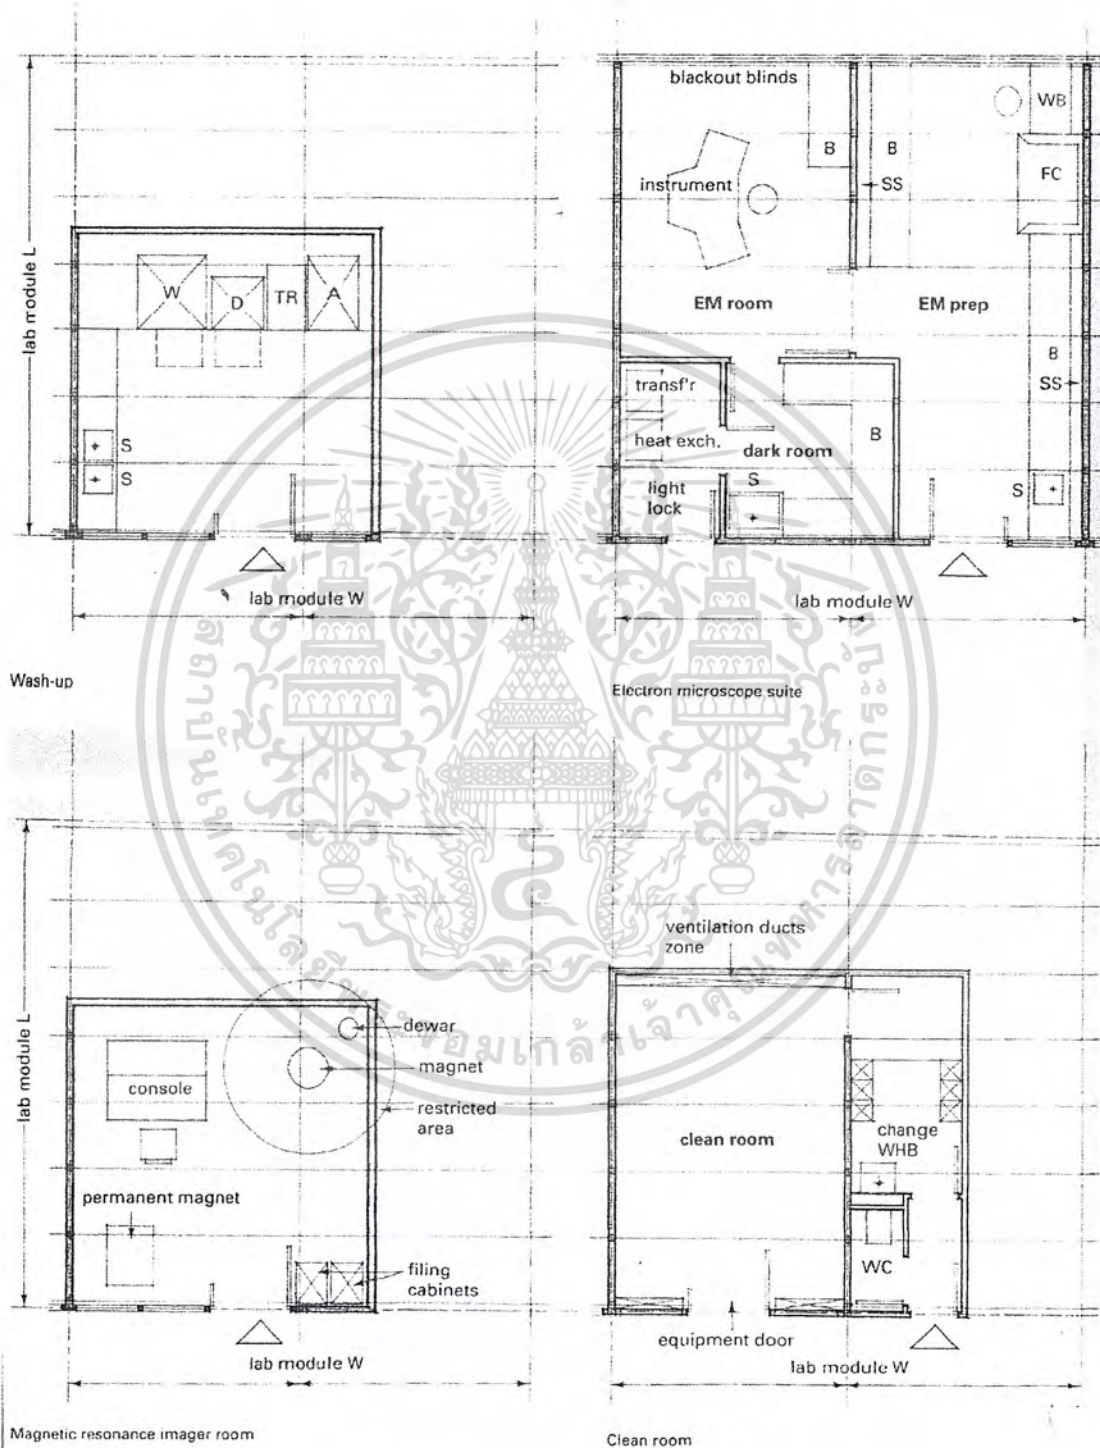 lab module L
W
D
TR
A
S
S
lab module W
Wash-up
blackout blinds
B
B
WB
instrument
SS
FC
EM room
EM prep
transf'r
B
SS
heat exch.
dark room
B
light
lock
S
S
lab module W
Electron microscope suite
lab module L
dewar
magnet
console
restricted
area
permanent magnet
filing
cabinets
lab module W
Magnetic resonance imager room
ventilation ducts
zone
clean room
change
WHB
WC
equipment door
lab module W
Clean room